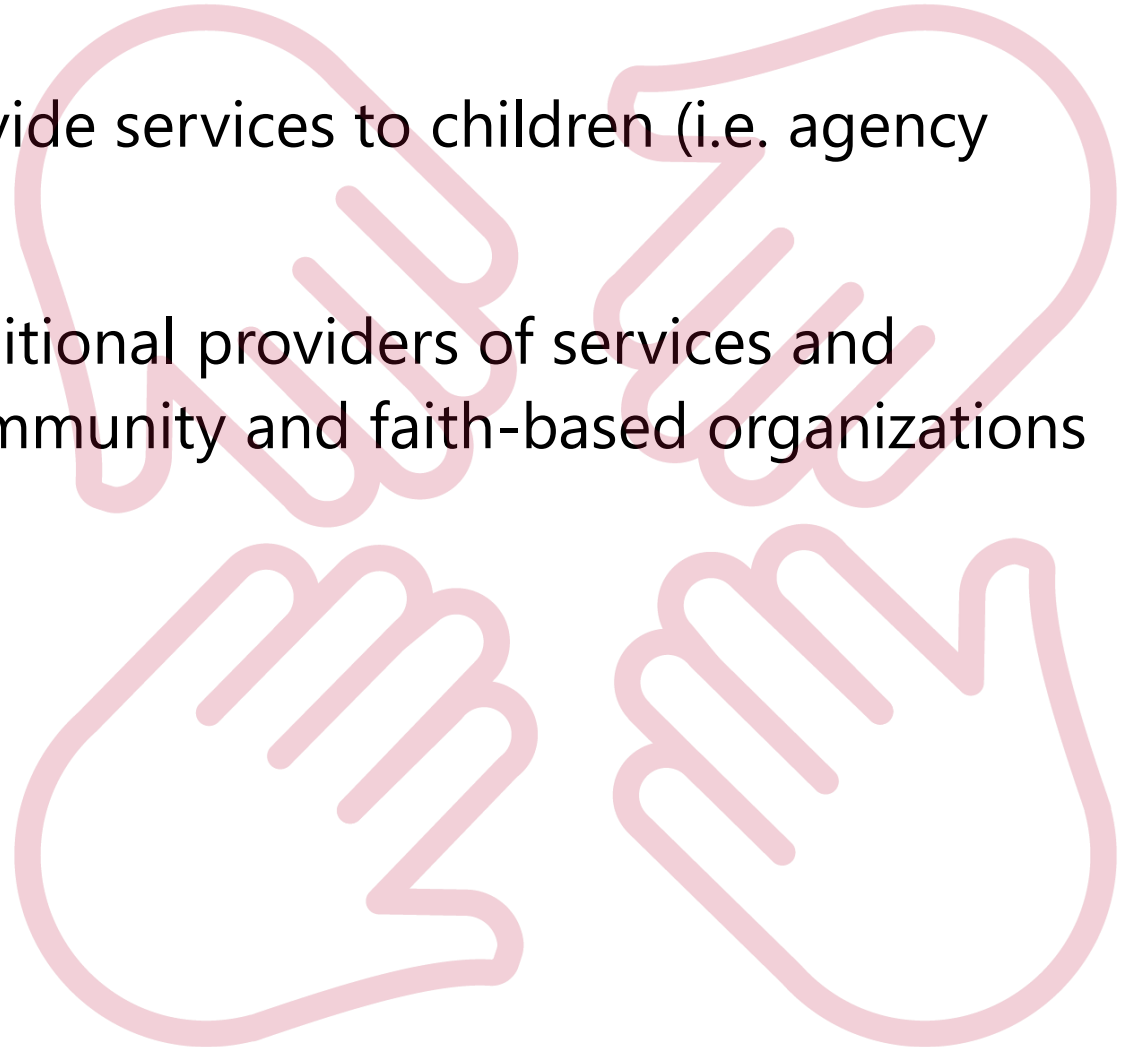 vide services to children (i.e. agency
itional providers of services and
mmunity and faith-based organizations